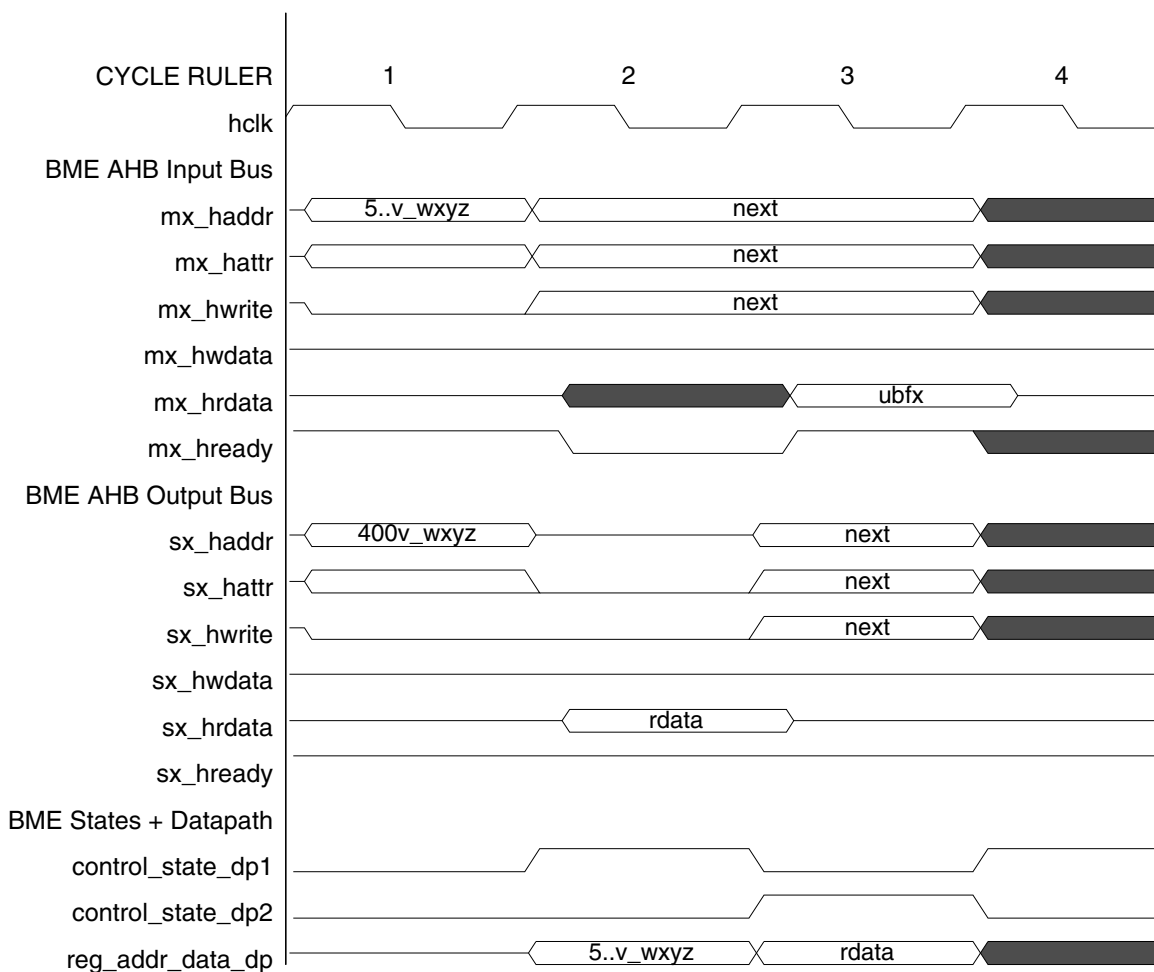 CYCLE RULER 1 2 3 4
hclk
BME AHB Input Bus
mx_haddr 5..v_wxyz next
mx_hattr next
mx_hwrite next
mx_hwdata
mx_hrdata ubfx
mx_hready
BME AHB Output Bus
sx_haddr 400v_wxyz next
sx_hattr next
sx_hwrite next
sx_hwdata
sx_hrdata rdata
sx_hready
BME States + Datapath
control_state_dp1
control_state_dp2
reg_addr_data_dp 5..v_wxyz rdata